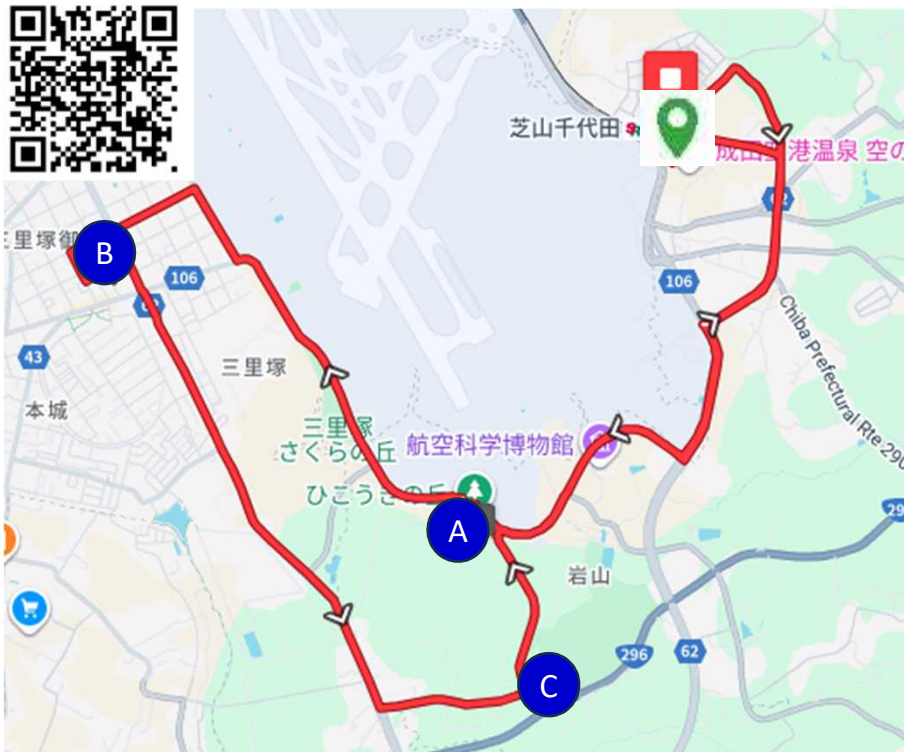 芝山千代田
成田空港温泉 空の
62
三里塚御
B
106
106
62
43
三里塚
本城
Chiba Prefectural Rte 290
三里塚
さくらの丘
航空科学博物館
ひこうきの丘
A
29
岩山
296
62
C